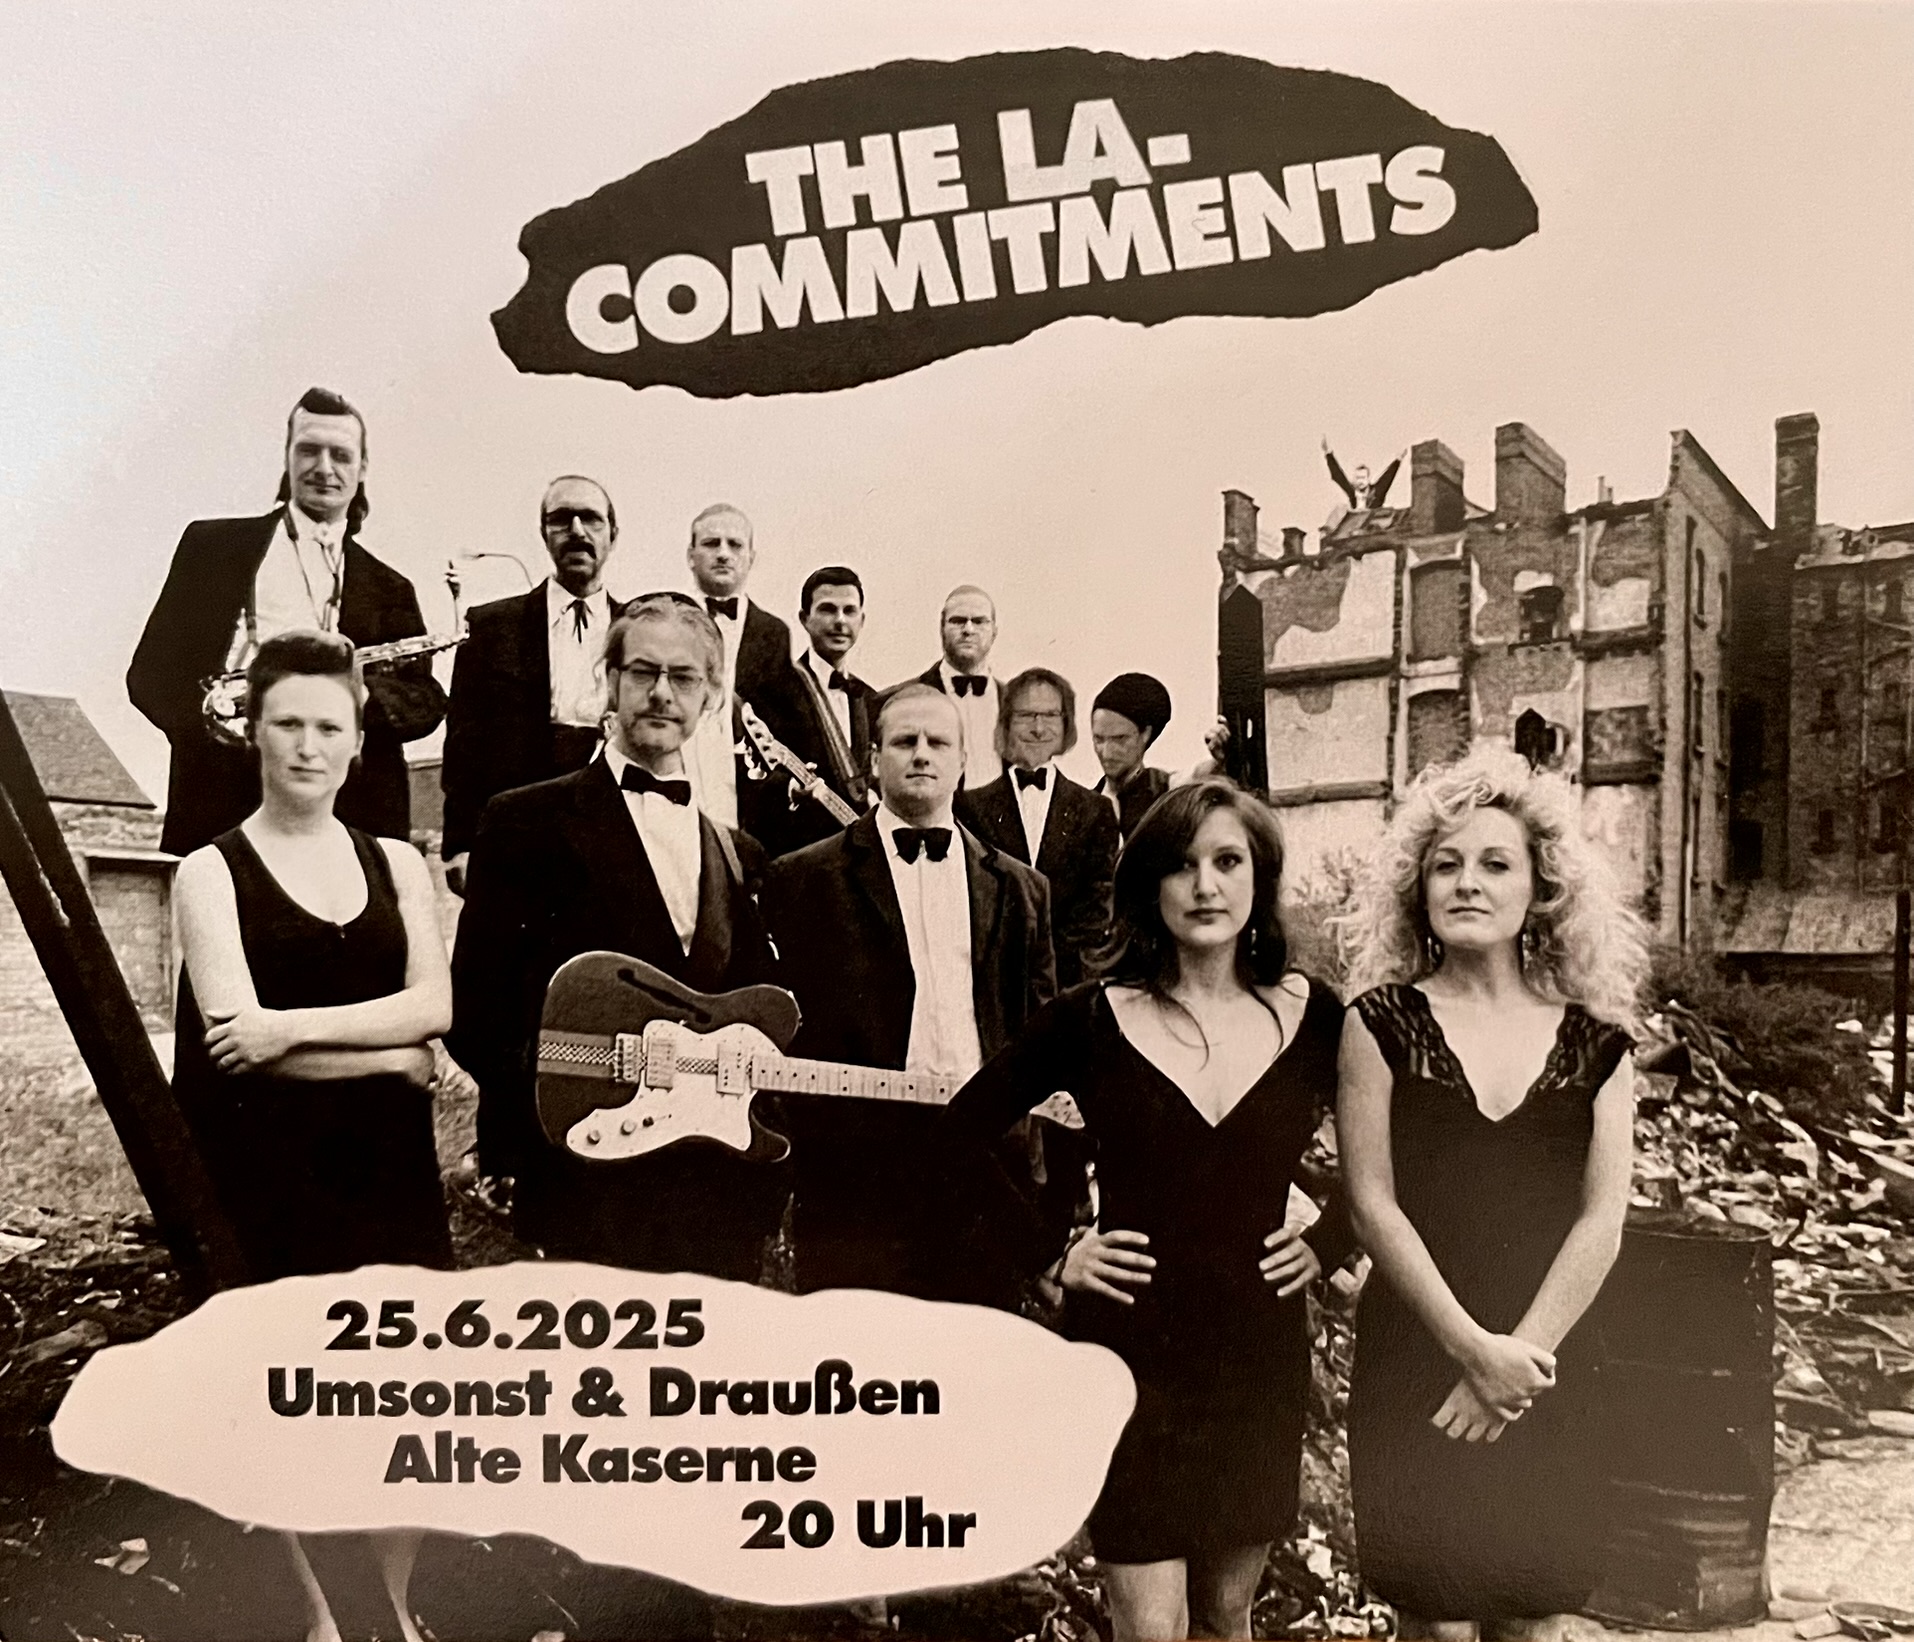 THE LA-
COMMITMENTS
25.6.2025
Umsonst & Draußen
Alte Kaserne
20 Uhr